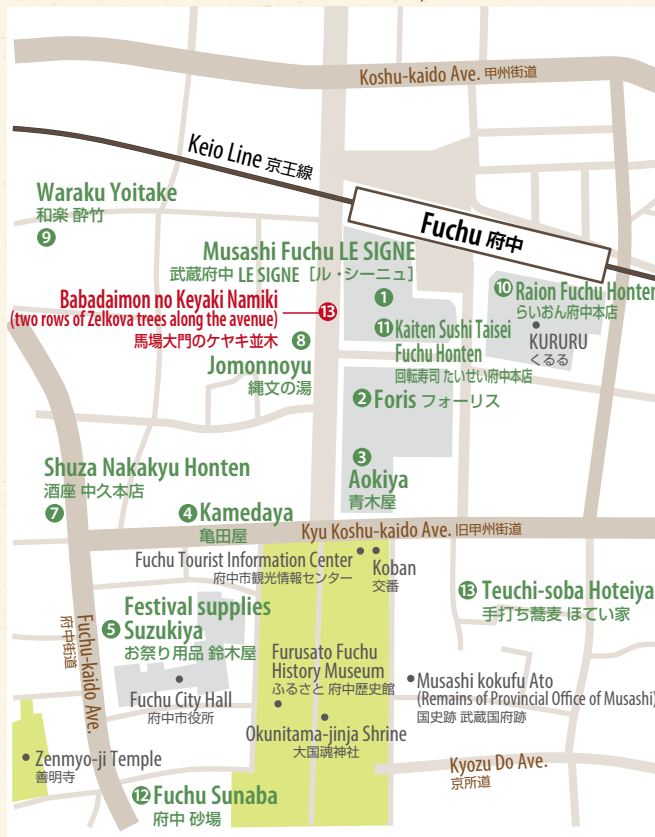 Koshu-kaido Ave. 甲州街道
Keio Line 京王線
Fuchu 府中
Waraku Yoitake
和楽 酔竹
9
Musashi Fuchu LE SIGNE
武蔵府中 LE SIGNE［ル・シーニュ］
1
Babadaimon no Keyaki Namiki
(two rows of Zelkova trees along the avenue)
馬場大門のケヤキ並木
13
10 Raion Fuchu Honten
らいおん府中本店
KURURU
くるる
8
Jomonnoyu
縄文の湯
11 Kaiten Sushi Taisei
Fuchu Honten
回転寿司 たいせい府中本店
2 Foris フォーリス
3
Aokiya
青木屋
Shuza Nakakyu Honten
酒座 中久本店
7
4 Kamedaya
亀田屋
Kyu Koshu-kaido Ave. 旧甲州街道
Fuchu Tourist Information Center
府中市観光情報センター
Koban
交番
13 Teuchi-soba Hoteiya
手打ち蕎麦 ほてい家
Fuchu-kaido Ave.
府中街道
Festival supplies
5 Suzukiya
お祭り用品 鈴木屋
Furusato Fuchu
History Museum
ふるさと 府中歴史館
Fuchu City Hall
府中市役所
Musashi kokufu Ato
(Remains of Provincial Office of Musashi)
国史跡 武蔵国府跡
Okunitama-jinja Shrine
大国魂神社
Zenmyo-ji Temple
善明寺
Kyozu Do Ave.
京所道
12 Fuchu Sunaba
府中 砂場